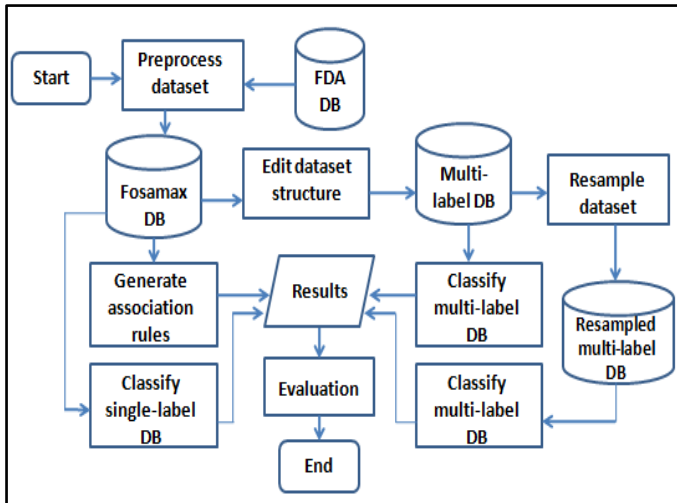 Start
Preprocess
dataset
FDA
DB
Fosamax
DB
Edit dataset
structure
Multi-
label DB
Resample
dataset
Generate
association
rules
Results
Classify
multi-label
DB
Resampled
multi-label
DB
Classify
single-label
DB
Evaluation
Classify
multi-label
DB
End